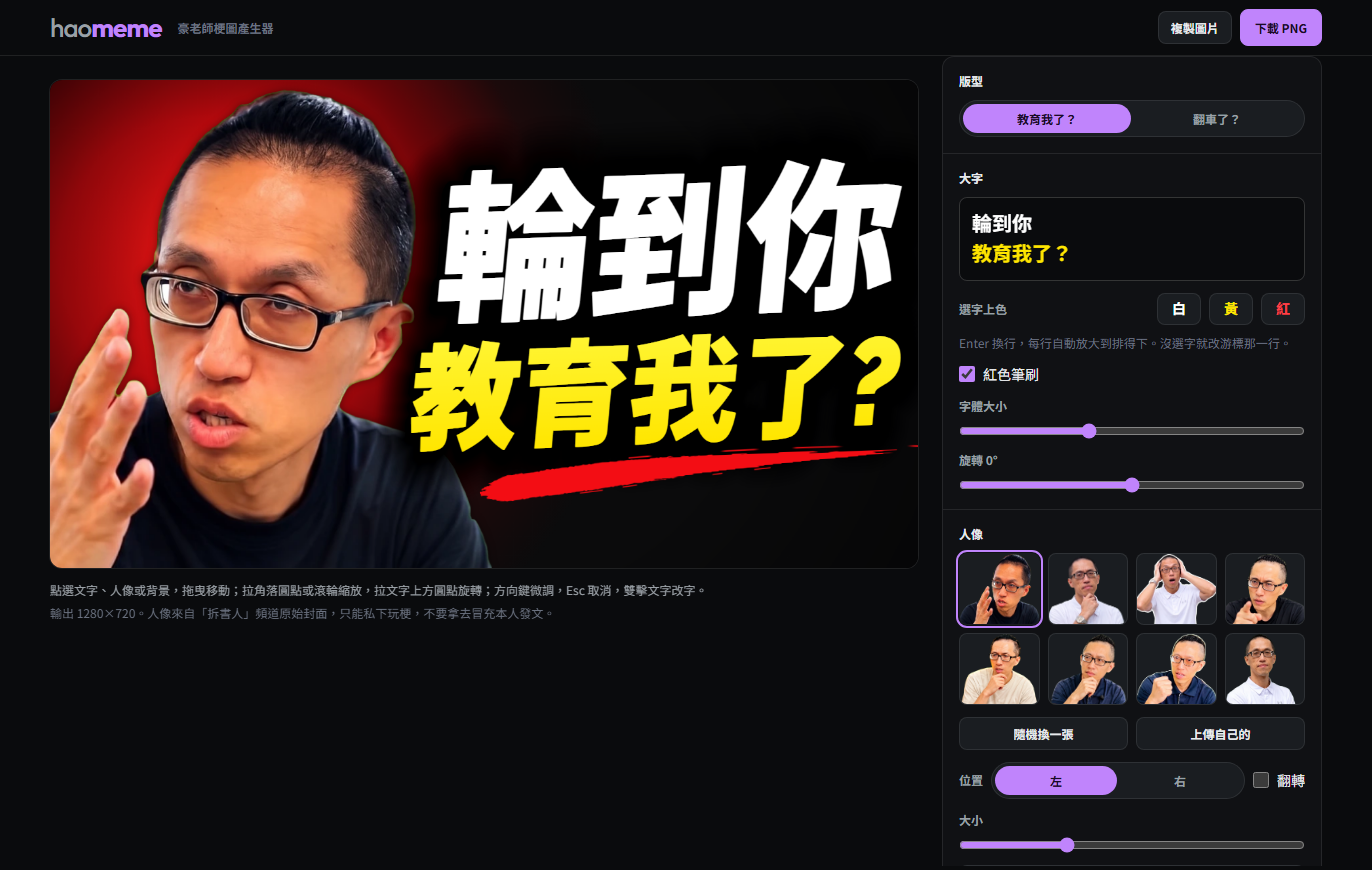 haomeme 豪老師梗圖產生器
複製圖片 下載 PNG
輪到你
教育我了?
點選文字、人像或背景,拖曳移動;拉角落圓點或滾輪縮放,拉文字上方圓點旋轉;方向鍵微調,Esc 取消,雙擊文字改字。
輸出 1280×720。人像來自「拆書人」頻道原始封面,只能私下玩梗,不要拿去冒充本人發文。
版型
教育我了? 翻車了?
大字
輪到你
教育我了?
選字上色 白 黃 紅
Enter 換行,每行自動放大到排得下。沒選字就改游標那一行。
紅色筆刷
字體大小
旋轉 0°
人像
隨機換一張 上傳自己的
位置 左 右 翻轉
大小